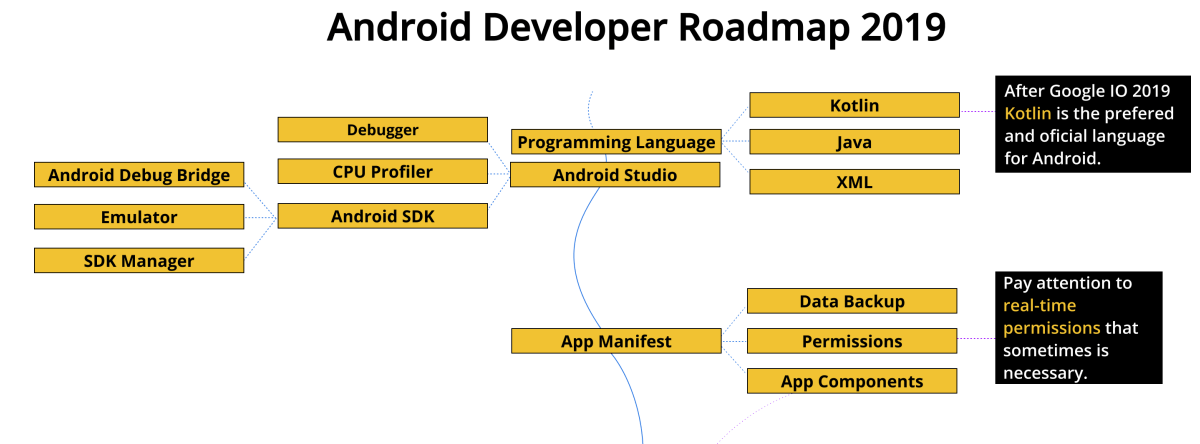 Android Developer Roadmap 2019
Debugger
CPU Profiler
Android SDK
Android Debug Bridge
Emulator
SDK Manager
Programming Language
Android Studio
Kotlin
Java
XML
After Google IO 2019
Kotlin is the prefered
and oficial language
for Android.
App Manifest
Data Backup
Permissions
App Components
Pay attention to
real-time
permissions that
sometimes is
necessary.